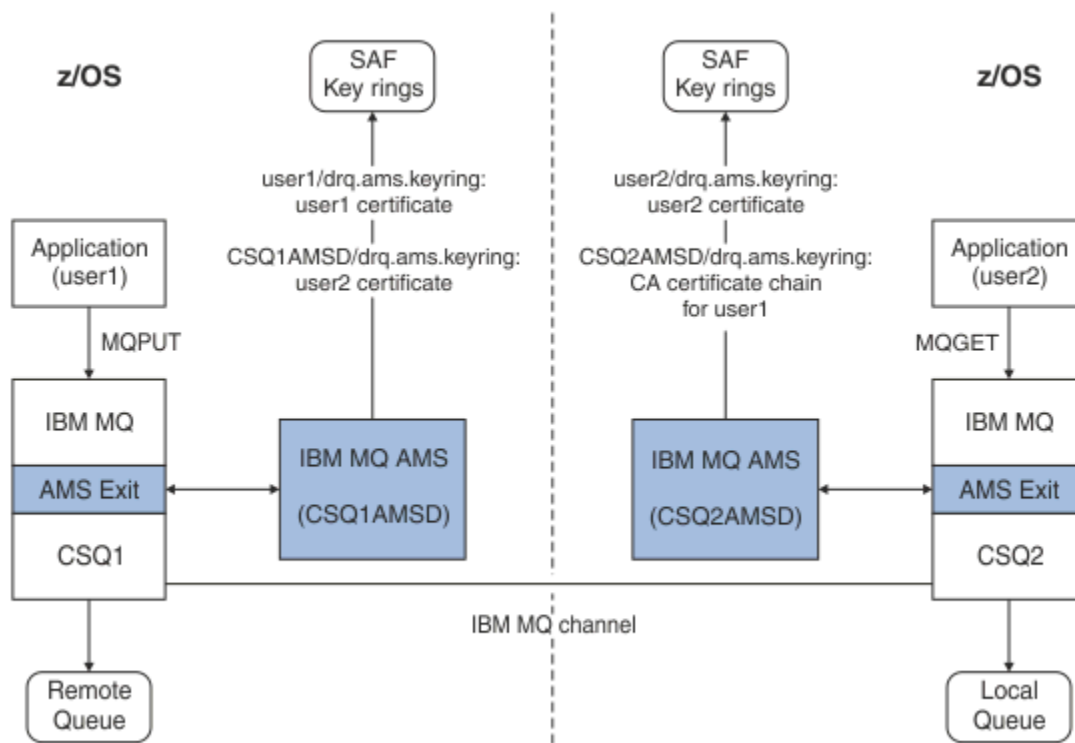 z/OS
SAF
Key rings
user1/drq.ams.keyring:
user1 certificate
CSQ1AMSD/drq.ams.keyring:
user2 certificate
Application
(user1)
MQPUT
IBM MQ
AMS Exit
CSQ1
IBM MQ AMS
(CSQ1AMSD)
Remote
Queue
SAF
Key rings
z/OS
user2/drq.ams.keyring:
user2 certificate
CSQ2AMSD/drq.ams.keyring:
CA certificate chain
for user1
Application
(user2)
MQGET
IBM MQ AMS
(CSQ2AMSD)
IBM MQ
AMS Exit
CSQ2
IBM MQ channel
Local
Queue